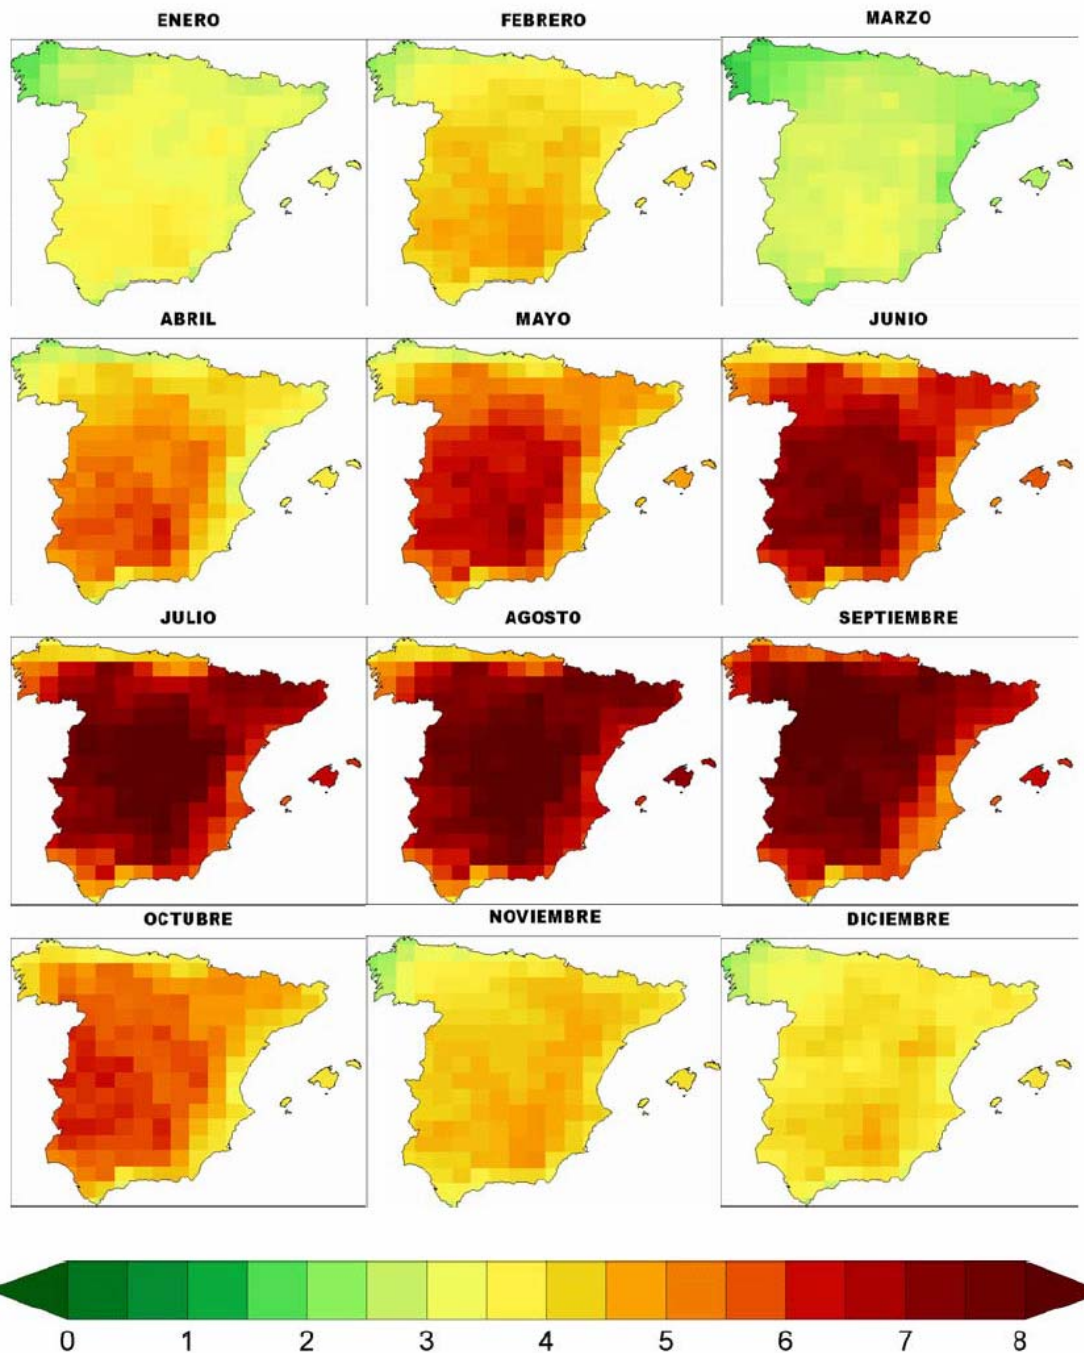 ENERO FEBRERO MARZO
ABRIL MAYO JUNIO
JULIO AGOSTO SEPTIEMBRE
OCTUBRE NOVIEMBRE DICIEMBRE
0 1 2 3 4 5 6 7 8